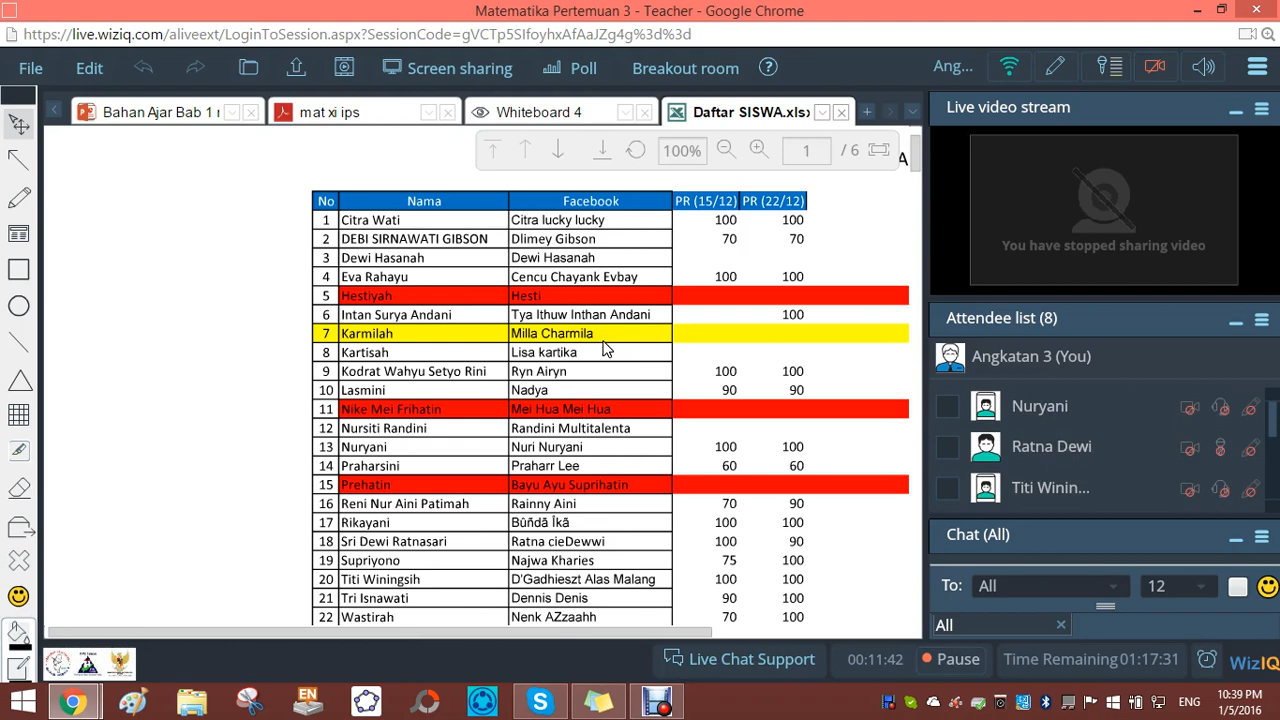 Matematika Pertemuan 3 - Teacher - Google Chrome
https://live.wiziq.com/aliveext/LoginToSession.aspx?SessionCode=gVCTp5SIfoyhxAfAaJZg4g%3d%3d
File Edit Screen sharing Poll Breakout room ? Ang...
Bahan Ajar Bab 1 r mat xi ips Whiteboard 4 Daftar SISWA.xlsx
100% 1 / 6
A
No Nama Facebook PR (15/12) PR (22/12)
1 Citra Wati Citra lucky lucky 100 100
2 DEBI SIRNAWATI GIBSON Dlimey Gibson 70 70
3 Dewi Hasanah Dewi Hasanah
4 Eva Rahayu Cencu Chayank Evbay 100 100
5 Hestiyah Hesti
6 Intan Surya Andani Tya Ithuw Inthan Andani 100
7 Karmilah Milla Charmila
8 Kartisah Lisa kartika
9 Kodrat Wahyu Setyo Rini Ryn Airyn 100 100
10 Lasmini Nadya 90 90
11 Nike Mei Frihatin Mei Hua Mei Hua
12 Nursiti Randini Randini Multitalenta
13 Nuryani Nuri Nuryani 100 100
14 Praharsini Praharr Lee 60 60
15 Prehatin Bayu Ayu Suprihatin
16 Reni Nur Aini Patimah Rainny Aini 70 90
17 Rikayani Bûñdã Îkã 100 100
18 Sri Dewi Ratnasari Ratna cieDewwi 100 90
19 Supriyono Najwa Kharies 75 100
20 Titi Winingsih D'Gadhieszt Alas Malang 100 100
21 Tri Isnawati Dennis Denis 90 100
22 Wastirah Nenk AZzaahh 70 100
Live video stream
You have stopped sharing video
Attendee list (8)
Angkatan 3 (You)
Nuryani
Ratna Dewi
Titi Winin...
Chat (All)
To: All 12
All
Live Chat Support 00:11:42 Pause Time Remaining 01:17:31 WizIQ
EN
ENG
10:39 PM
1/5/2016